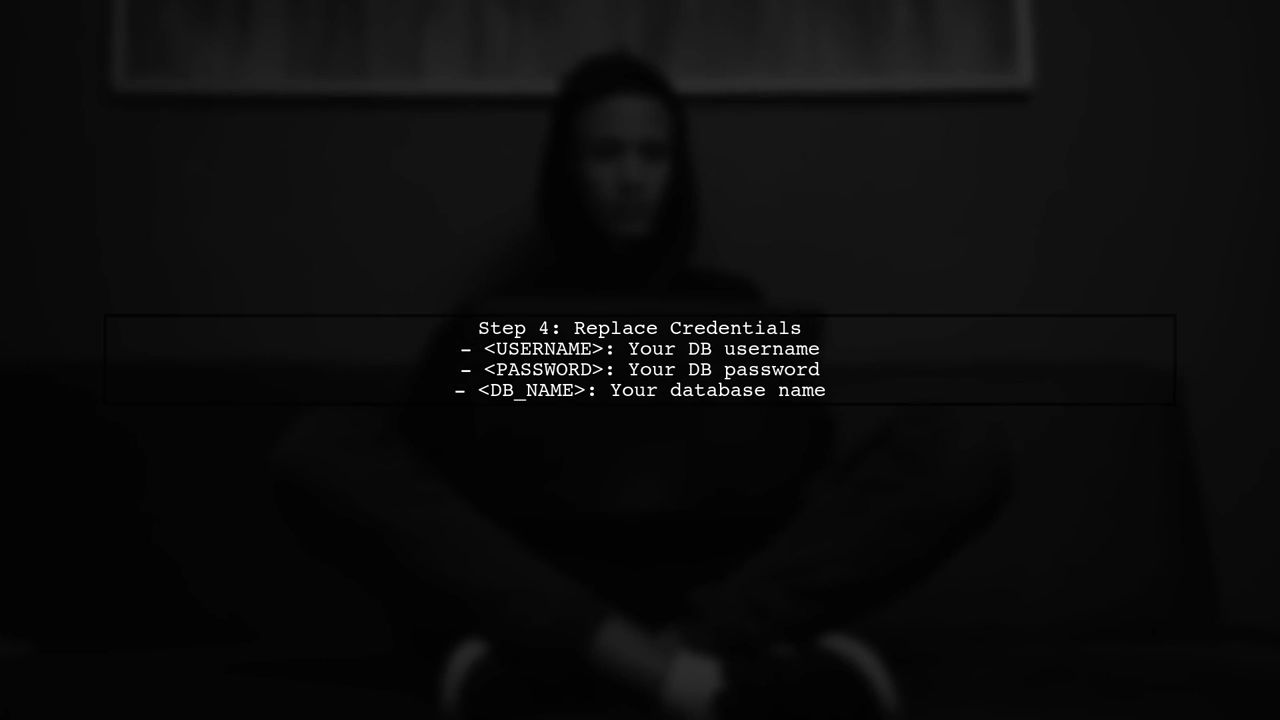 Step 4: Replace Credentials
– <USERNAME>: Your DB username
– <PASSWORD>: Your DB password
– <DB_NAME>: Your database name